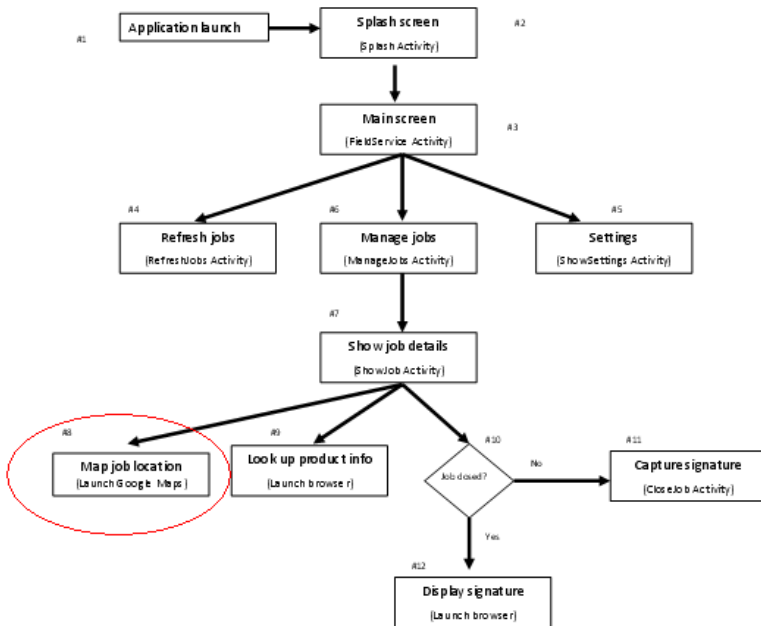 #1
Application launch
Splash screen
(Splash Activity)
#2
Main screen
(FieldService Activity)
#3
#4
Refresh jobs
(RefreshJobs Activity)
#6
Manage jobs
(ManageJobs Activity)
#5
Settings
(ShowSettings Activity)
#7
Show job details
(ShowJob Activity)
#8
Map job location
(Launch Google Maps)
#9
Look up product info
(Launch browser)
#10
Job closed?
No
#11
Capture signature
(CloseJob Activity)
Yes
#12
Display signature
(Launch browser)